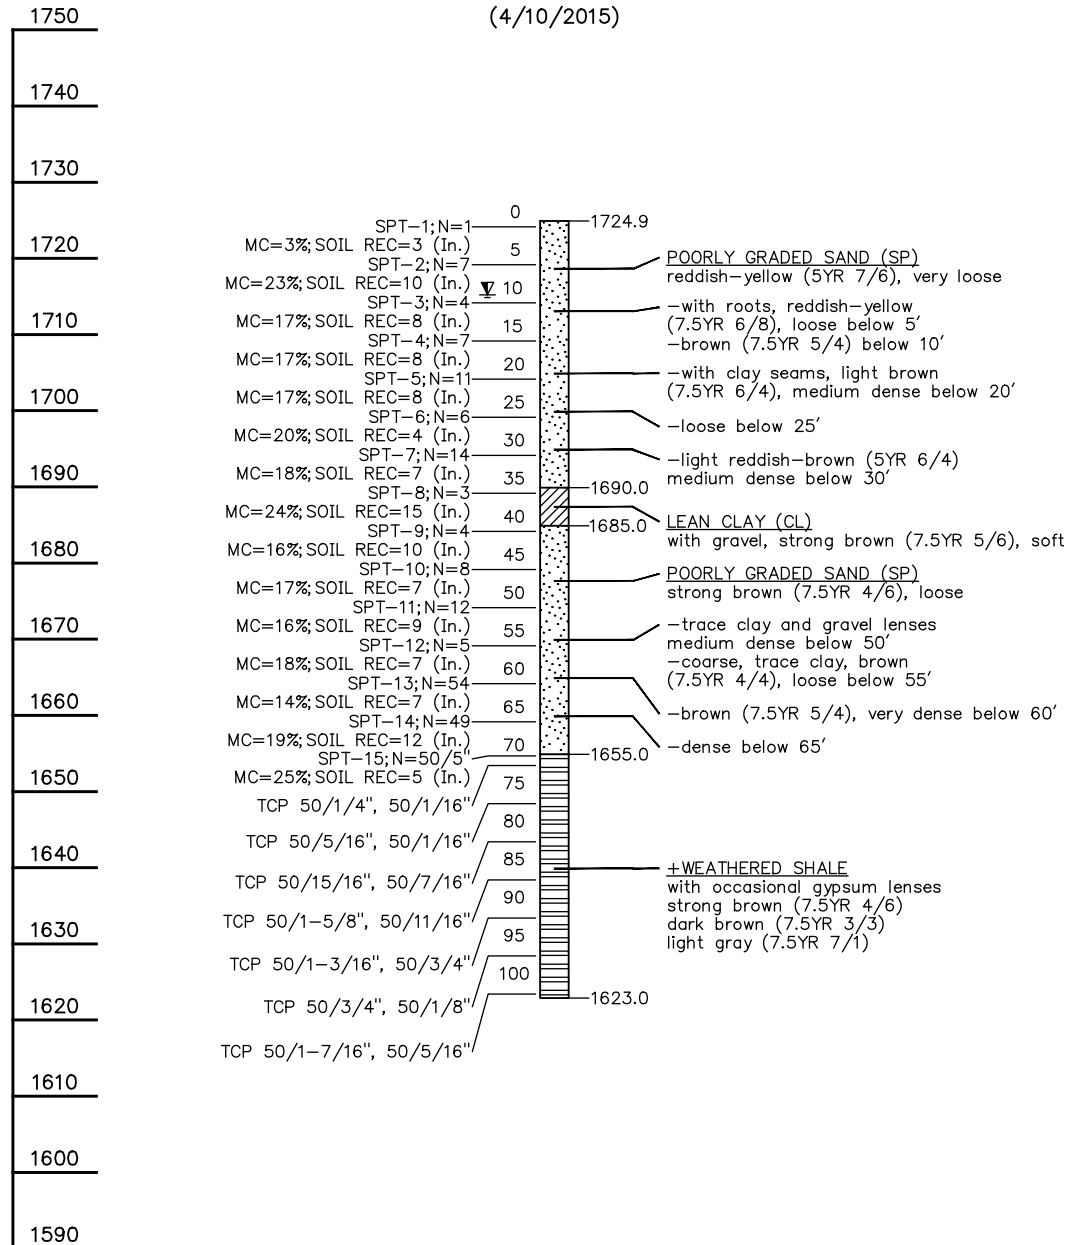 (4/10/2015)
1750
1740
1730
1720
1710
1700
1690
1680
1670
1660
1650
1640
1630
1620
1610
1600
1590
SPT-1;N=1
MC=3%;SOIL REC=3 (In.)
SPT-2;N=7
MC=23%;SOIL REC=10 (In.)
SPT-3;N=4
MC=17%;SOIL REC=8 (In.)
SPT-4;N=7
MC=17%;SOIL REC=8 (In.)
SPT-5;N=11
MC=17%;SOIL REC=8 (In.)
SPT-6;N=6
MC=20%;SOIL REC=4 (In.)
SPT-7;N=14
MC=18%;SOIL REC=7 (In.)
SPT-8;N=3
MC=24%;SOIL REC=15 (In.)
SPT-9;N=4
MC=16%;SOIL REC=10 (In.)
SPT-10;N=8
MC=17%;SOIL REC=7 (In.)
SPT-11;N=12
MC=16%;SOIL REC=9 (In.)
SPT-12;N=5
MC=18%;SOIL REC=7 (In.)
SPT-13;N=54
MC=14%;SOIL REC=7 (In.)
SPT-14;N=49
MC=19%;SOIL REC=12 (In.)
SPT-15;N=50/5"
MC=25%;SOIL REC=5 (In.)
TCP 50/1/4", 50/1/16"
TCP 50/5/16", 50/1/16"
TCP 50/15/16", 50/7/16"
TCP 50/1-5/8", 50/11/16"
TCP 50/1-3/16", 50/3/4"
TCP 50/3/4", 50/1/8"
TCP 50/1-7/16", 50/5/16"
0
5
10
15
20
25
30
35
40
45
50
55
60
65
70
75
80
85
90
95
100
1724.9
1690.0
1685.0
1655.0
1623.0
POORLY GRADED SAND (SP)
reddish-yellow (5YR 7/6), very loose
-with roots, reddish-yellow
(7.5YR 6/8), loose below 5'
-brown (7.5YR 5/4) below 10'
-with clay seams, light brown
(7.5YR 6/4), medium dense below 20'
-loose below 25'
-light reddish-brown (5YR 6/4)
medium dense below 30'
LEAN CLAY (CL)
with gravel, strong brown (7.5YR 5/6), soft
POORLY GRADED SAND (SP)
strong brown (7.5YR 4/6), loose
-trace clay and gravel lenses
medium dense below 50'
-coarse, trace clay, brown
(7.5YR 4/4), loose below 55'
-brown (7.5YR 5/4), very dense below 60'
-dense below 65'
+WEATHERED SHALE
with occasional gypsum lenses
strong brown (7.5YR 4/6)
dark brown (7.5YR 3/3)
light gray (7.5YR 7/1)